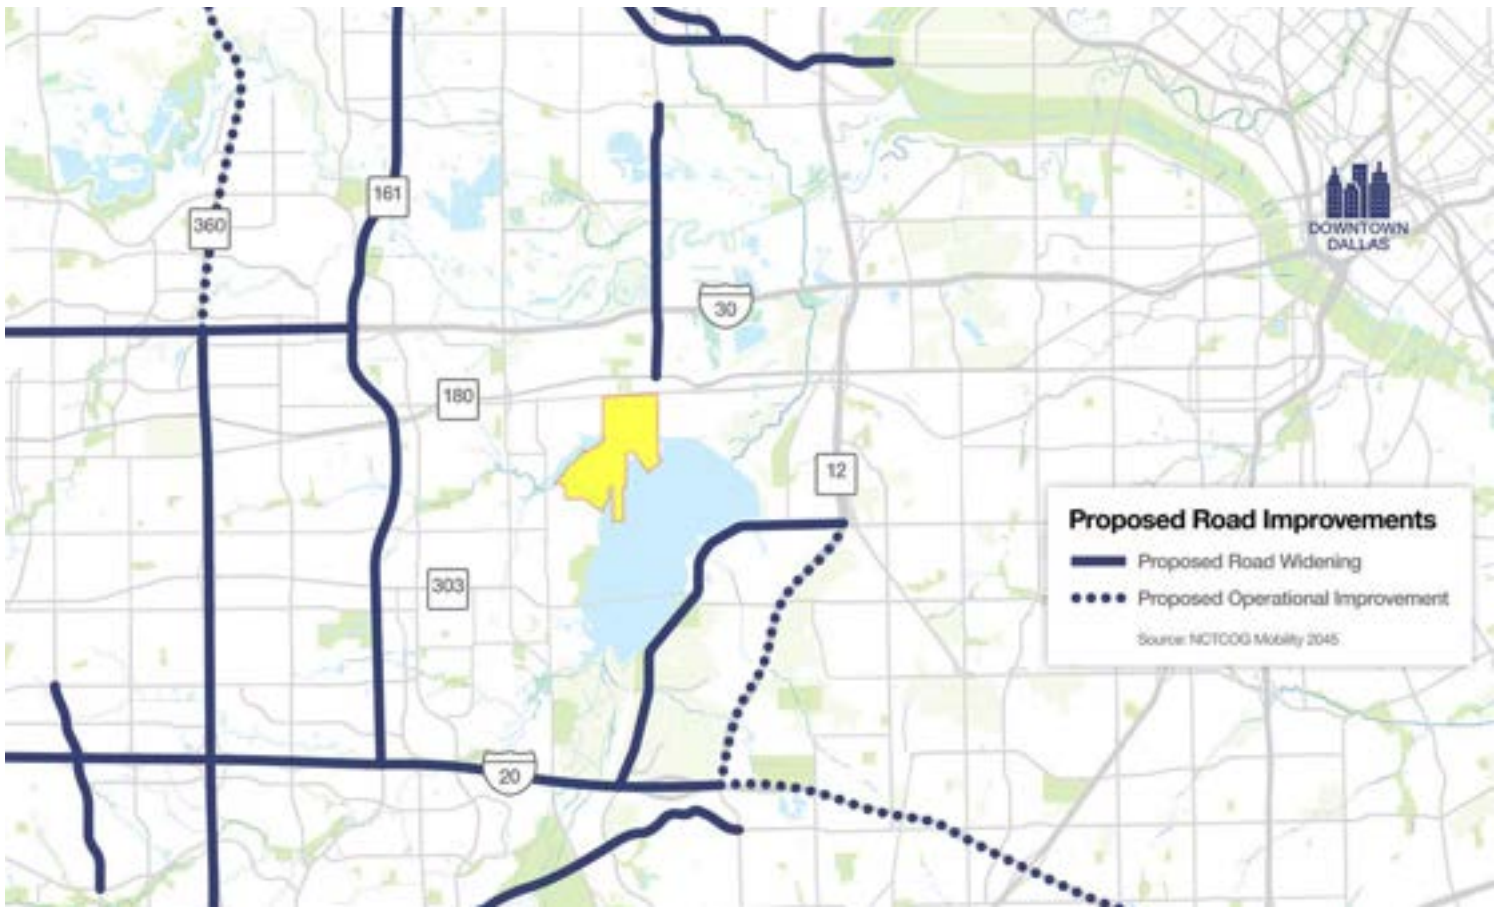 161
360
DOWNTOWN
DALLAS
30
180
12
Proposed Road Improvements
Proposed Road Widening
303
Proposed Operational Improvement
Source: NCTCOG Mobility 2045
20